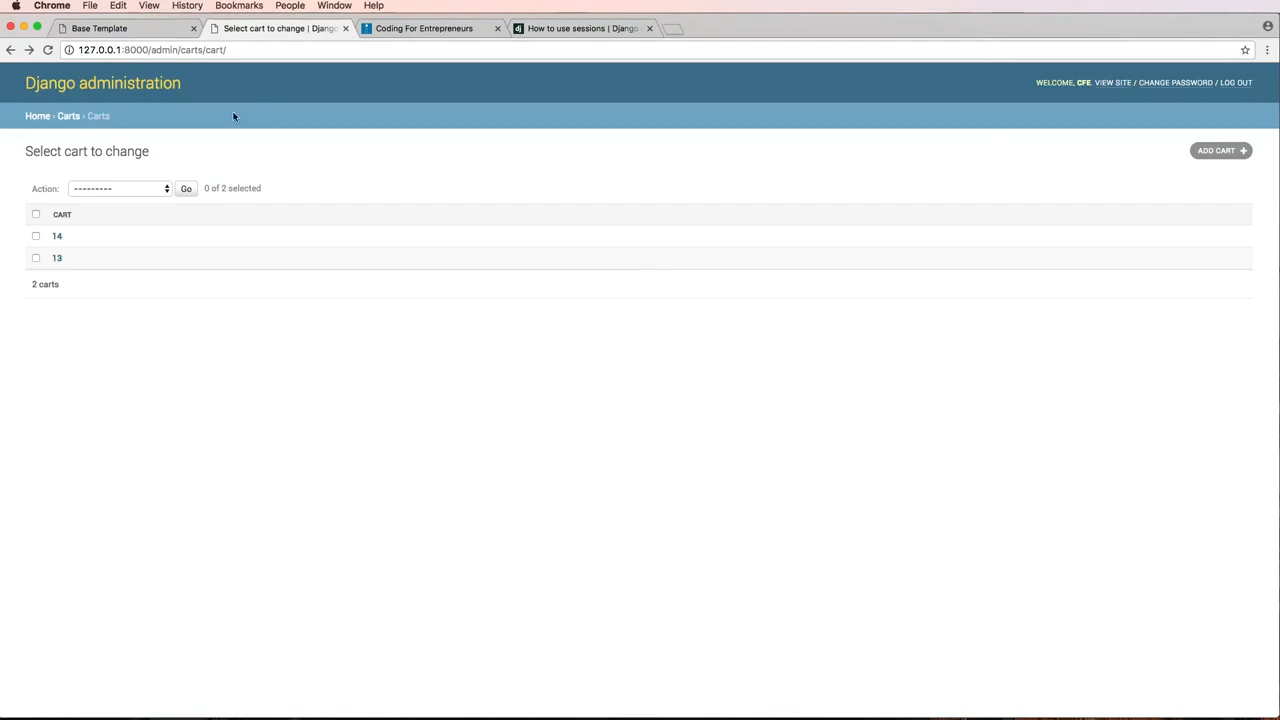 Chrome File Edit View History Bookmarks People Window Help
Base Template Select cart to change | Django Coding For Entrepreneurs How to use sessions | Django
127.0.0.1:8000/admin/carts/cart/
Django administration
WELCOME, CFE. VIEW SITE / CHANGE PASSWORD / LOG OUT
Home › Carts › Carts
Select cart to change
ADD CART +
Action: --------- Go 0 of 2 selected
CART
14
13
2 carts